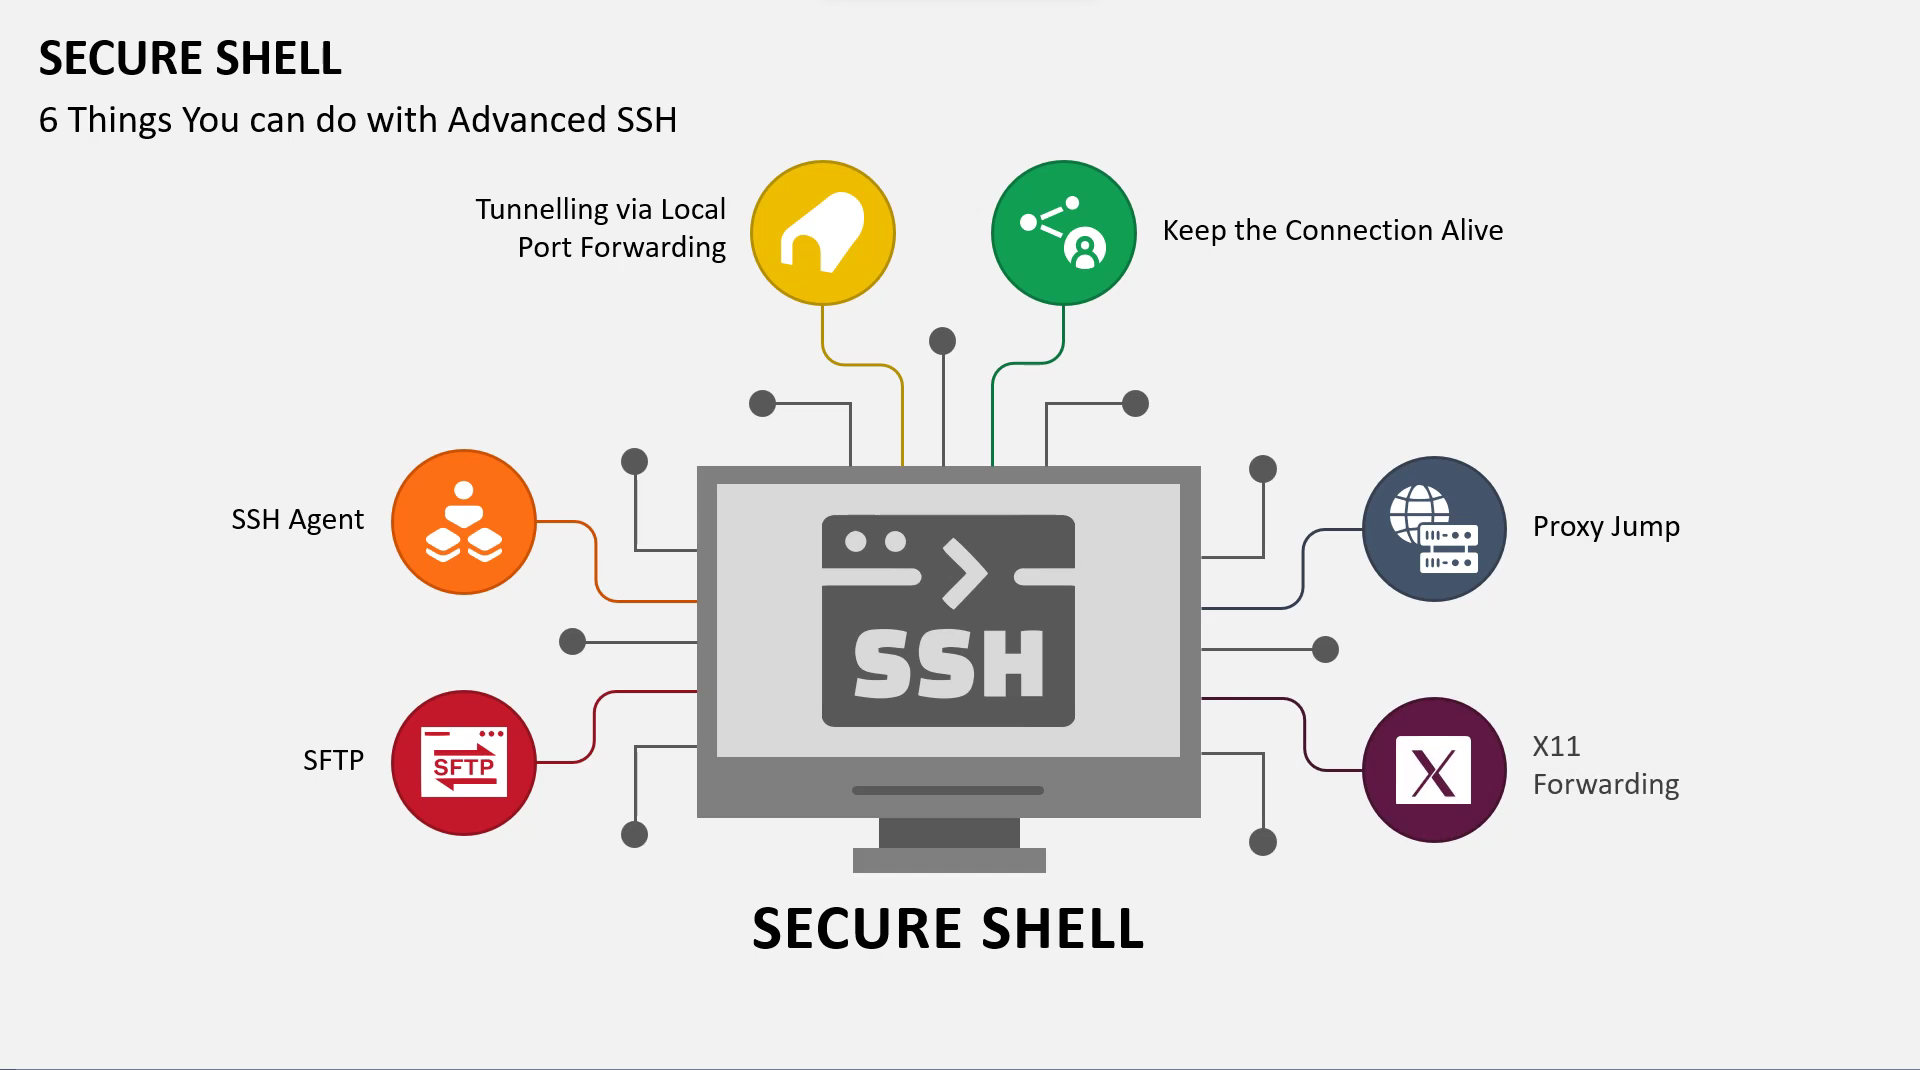 SECURE SHELL
6 Things You can do with Advanced SSH
Tunnelling via Local
Port Forwarding
Keep the Connection Alive
SSH Agent
Proxy Jump
SSH
SFTP
SFTP
X
X11
Forwarding
SECURE SHELL